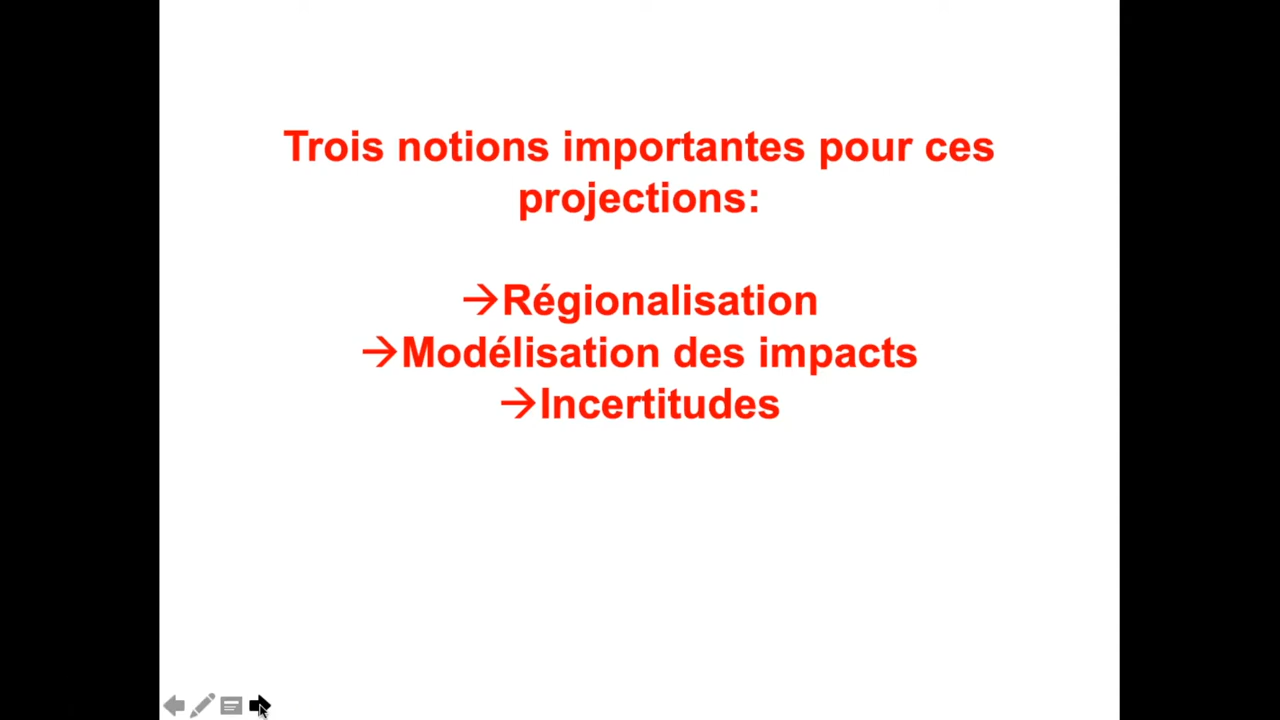 Trois notions importantes pour ces
projections:
→Régionalisation
→Modélisation des impacts
→Incertitudes